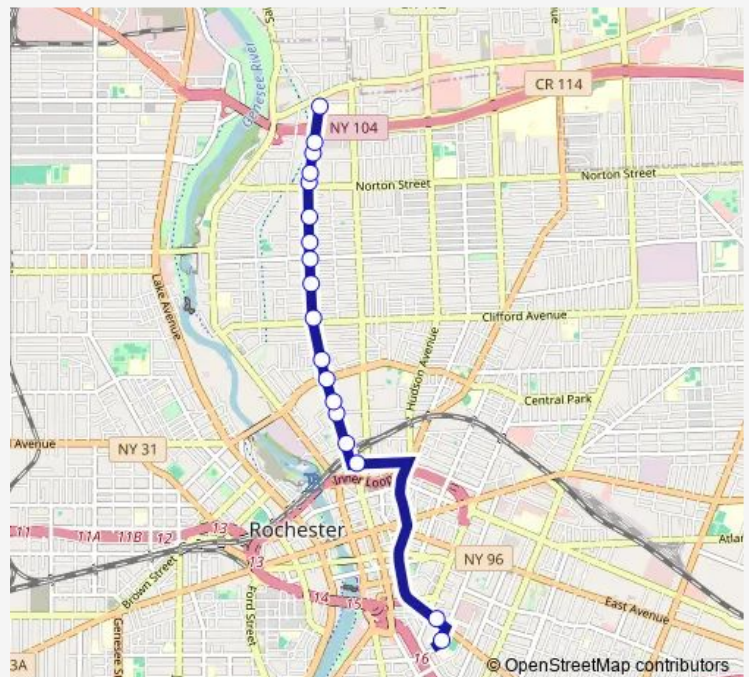 CR 114
NY 104
Genesee River
Norton Street
Norton Street
Lake Avenue
Clifford Avenue
Hudson Avenue
Central Park
Avenue
NY 31
Inner Loop
11
11A
11B
12
13
Rochester
13
NY 96
14
15
Brown Street
Ford Street
East Avenue
16
3A
© OpenStreetMap contributors